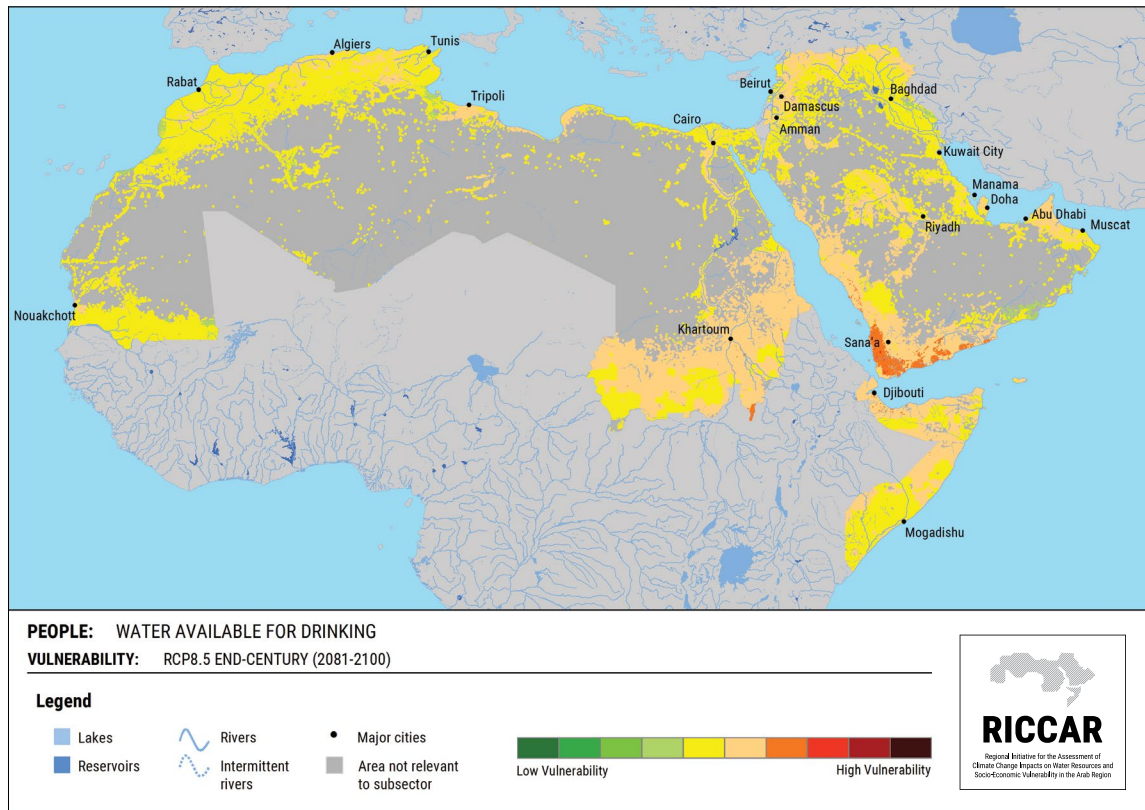 Algiers
Tunis
Rabat
Tripoli
Beirut
Damascus
Baghdad
Cairo
Amman
Kuwait City
Manama
Doha
Abu Dhabi
Muscat
Riyadh
Nouakchott
Khartoum
Sana'a
Djibouti
Mogadishu
PEOPLE: WATER AVAILABLE FOR DRINKING
VULNERABILITY: RCP8.5 END-CENTURY (2081-2100)
Legend
Lakes
Rivers
Major cities
Reservoirs
Intermittent
rivers
Area not relevant
to subsector
Low Vulnerability
High Vulnerability
RICCAR
Regional Initiative for the Assessment of
Climate Change Impacts on Water Resources and
Socio-Economic Vulnerability in the Arab Region